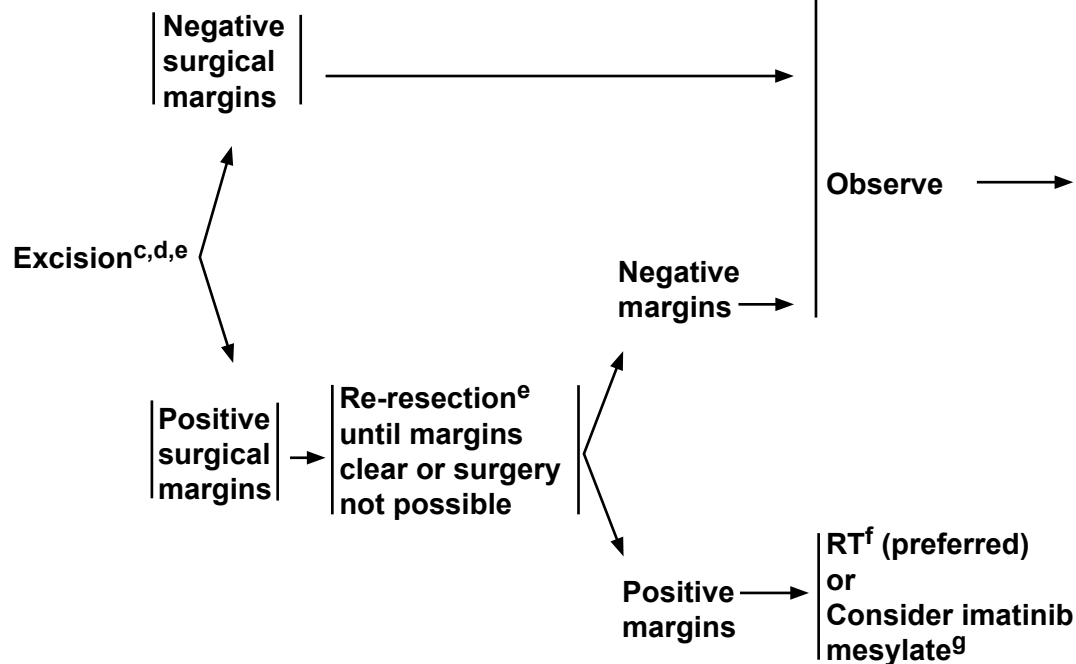 Negative
surgical
margins
Observe
Excisionc,d,e
Negative
margins
Positive
surgical
margins
Re-resectione
until margins
clear or surgery
not possible
Positive
margins
RTf (preferred)
or
Consider imatinib
mesylateg